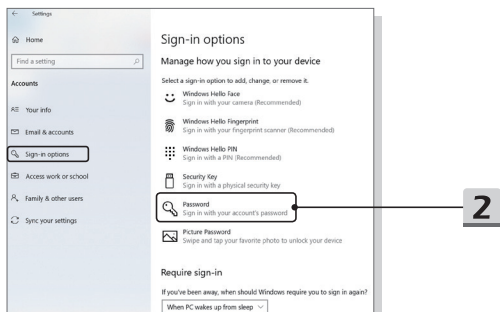 Settings
Home
Find a setting
Accounts
Your info
Email & accounts
Sign-in options
Access work or school
Family & other users
Sync your settings
Sign-in options
Manage how you sign in to your device
Select a sign-in option to add, change, or remove it.
Windows Hello Face
Sign in with your camera (Recommended)
Windows Hello Fingerprint
Sign in with your fingerprint scanner (Recommended)
Windows Hello PIN
Sign in with a PIN (Recommended)
Security Key
Sign in with a physical security key
Password
Sign in with your account's password
2
Picture Password
Swipe and tap your favorite photo to unlock your device
Require sign-in
If you've been away, when should Windows require you to sign in again?
When PC wakes up from sleep